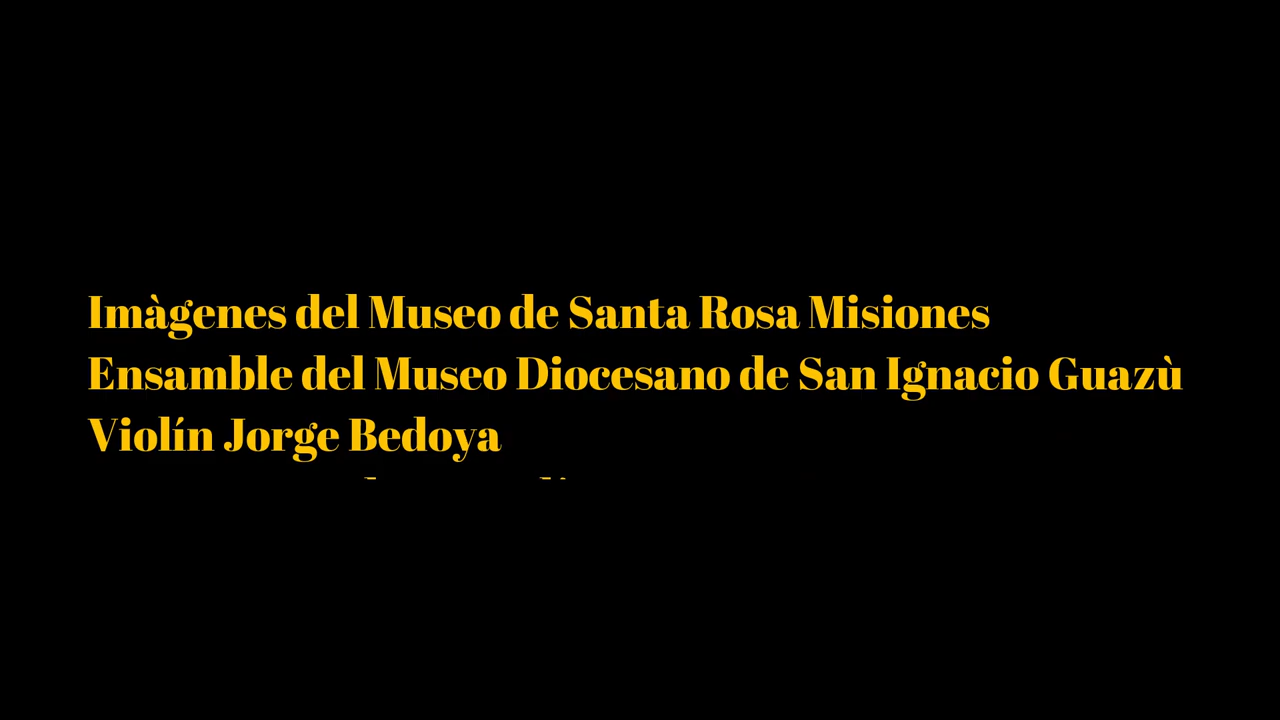 Imàgenes del Museo de Santa Rosa Misiones
Ensamble del Museo Diocesano de San Ignacio Guazù
Violín Jorge Bedoya